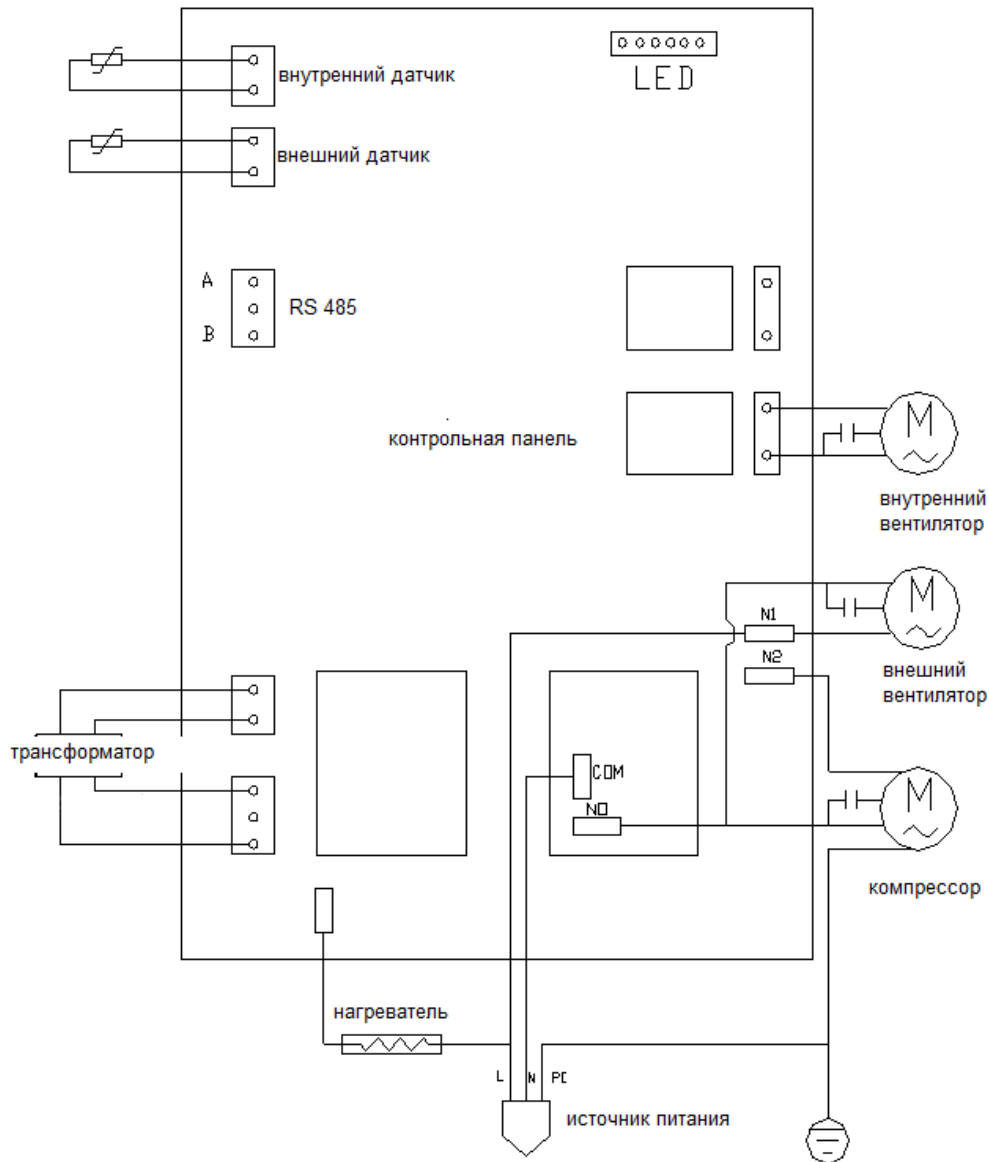 LED
внутренний датчик
внешний датчик
A
RS 485
B
контрольная панель
M
внутренний
вентилятор
M
N1
N2
внешний
вентилятор
трансформатор
COM
NO
M
компрессор
нагреватель
L
N
PE
источник питания